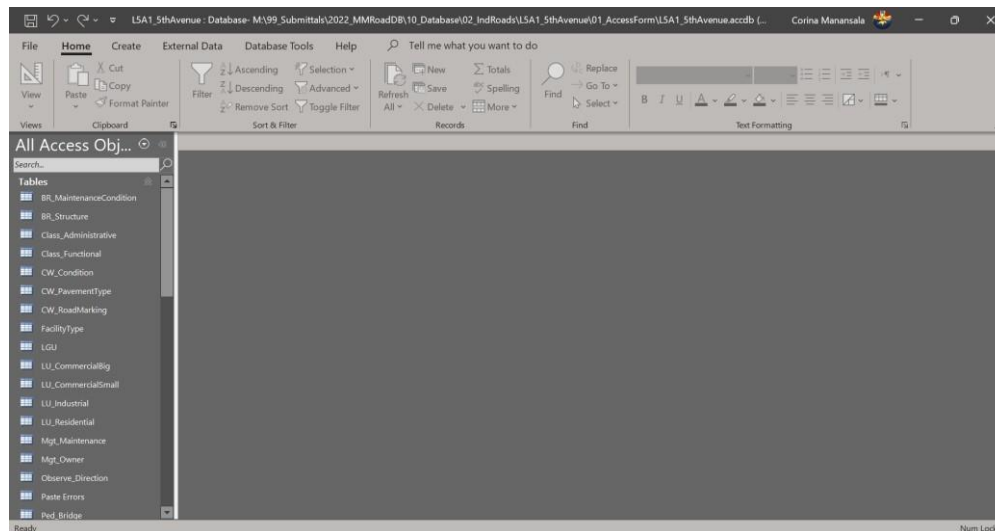 L5A1_5thAvenue : Database- M:\99_Submittals\2022_MMRoadDB\10_Database\02_IndRoads\L5A1_5thAvenue\01_AccessForm\L5A1_5thAvenue.accdb (... Corina Manansala
File Home Create External Data Database Tools Help Tell me what you want to do
View
Views
Paste
Cut
Copy
Format Painter
Clipboard
Filter
Ascending
Descending
Remove Sort
Selection
Advanced
Toggle Filter
Sort & Filter
Refresh
All
New
Save
Delete
Totals
Spelling
More
Records
Find
Replace
Go To
Select
Find
B I U A
Text Formatting
All Access Obj...
Search...
Tables
BR_MaintenanceCondition
BR_Structure
Class_Administrative
Class_Functional
CW_Condition
CW_PavementType
CW_RoadMarking
FacilityType
LGU
LU_CommercialBig
LU_CommercialSmall
LU_Industrial
LU_Residential
Mgt_Maintenance
Mgt_Owner
Observe_Direction
Paste Errors
Ped_Bridge
Ready Num Lock